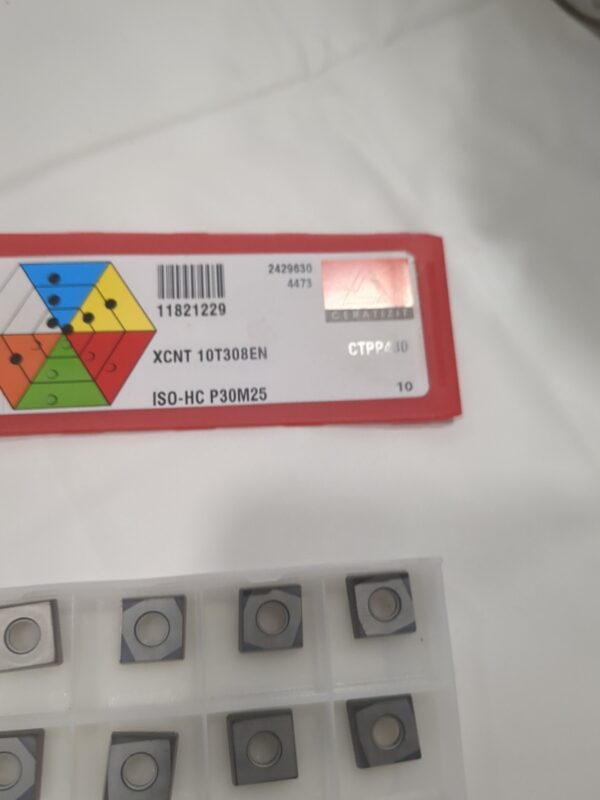 2429630
4473
11821229
CERATIZIT
XCNT 10T308EN
ISO-HC P30M25
10